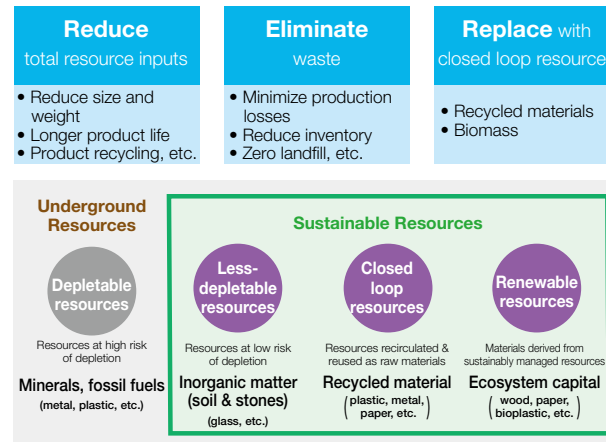 Reduce
total resource inputs
• Reduce size and
weight
• Longer product life
• Product recycling, etc.
Eliminate
waste
• Minimize production
losses
• Reduce inventory
• Zero landfill, etc.
Replace with
closed loop resource
• Recycled materials
• Biomass
Underground
Resources
Depletable
resources
Resources at high risk
of depletion
Minerals, fossil fuels
(metal, plastic, etc.)
Sustainable Resources
Less-
depletable
resources
Resources at low risk
of depletion
Inorganic matter
(soil & stones)
(glass, etc.)
Closed
loop
resources
Resources recirculated &
reused as raw materials
Recycled material
(plastic, metal,
paper, etc.)
Renewable
resources
Materials derived from
sustainably managed resources
Ecosystem capital
(wood, paper,
bioplastic, etc.)